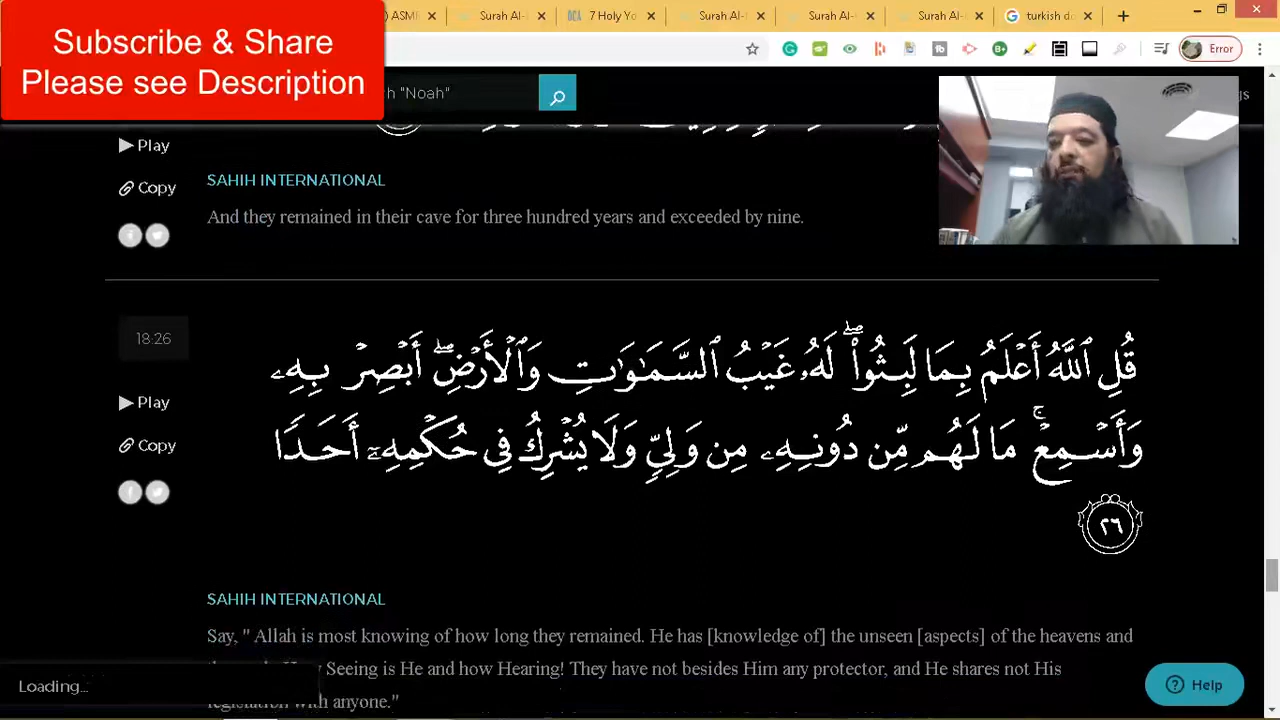 ) ASMI
Surah Al-
DCA 7 Holy Yo
Surah Al-
Surah Al-
Surah Al-
turkish do
Subscribe & Share
Please see Description
Error
"Noah"
Play
Copy
SAHIH INTERNATIONAL
And they remained in their cave for three hundred years and exceeded by nine.
18:26
قُلِ ٱللَّهُ أَعْلَمُ بِمَا لَبِثُوا۟ ۖ لَهُۥ غَيْبُ ٱلسَّمَـٰوَٰتِ وَٱلْأَرْضِ ۖ أَبْصِرْ بِهِۦ
وَأَسْمِعْ ۚ مَا لَهُم مِّن دُونِهِۦ مِن وَلِىٍّ وَلَا يُشْرِكُ فِى حُكْمِهِۦٓ أَحَدًا
٢٦
Play
Copy
SAHIH INTERNATIONAL
Say, " Allah is most knowing of how long they remained. He has [knowledge of] the unseen [aspects] of the heavens and
Seeing is He and how Hearing! They have not besides Him any protector, and He shares not His
legislation with anyone."
Loading...
Help